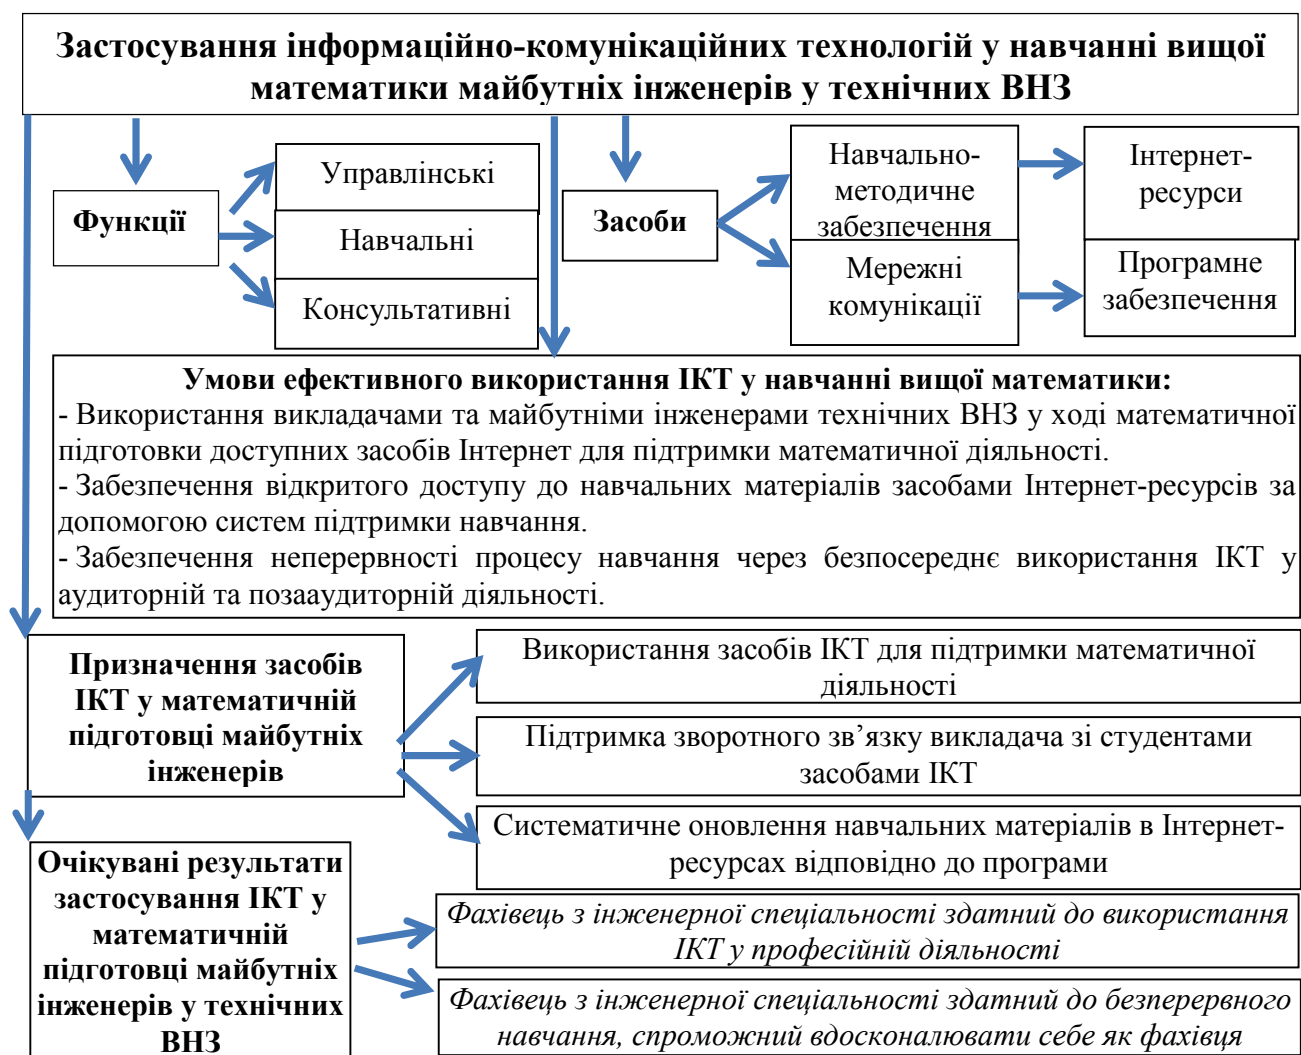 Застосування інформаційно-комунікаційних технологій у навчанні вищої
математики майбутніх інженерів у технічних ВНЗ
Функції
Управлінські
Навчальні
Консультативні
Засоби
Навчально-
методичне
забезпечення
Мережні
комунікації
Інтернет-
ресурси
Програмне
забезпечення
Умови ефективного використання ІКТ у навчанні вищої математики:
- Використання викладачами та майбутніми інженерами технічних ВНЗ у ході математичної
підготовки доступних засобів Інтернет для підтримки математичної діяльності.
- Забезпечення відкритого доступу до навчальних матеріалів засобами Інтернет-ресурсів за
допомогою систем підтримки навчання.
- Забезпечення неперервності процесу навчання через безпосереднє використання ІКТ у
аудиторній та позааудиторній діяльності.
Призначення засобів
ІКТ у математичній
підготовці майбутніх
інженерів
Використання засобів ІКТ для підтримки математичної
діяльності
Підтримка зворотного зв’язку викладача зі студентами
засобами ІКТ
Систематичне оновлення навчальних матеріалів в Інтернет-
ресурсах відповідно до програми
Очікувані результати
застосування ІКТ у
математичній
підготовці майбутніх
інженерів у технічних
ВНЗ
Фахівець з інженерної спеціальності здатний до використання
ІКТ у професійній діяльності
Фахівець з інженерної спеціальності здатний до безперервного
навчання, спроможний вдосконалювати себе як фахівця